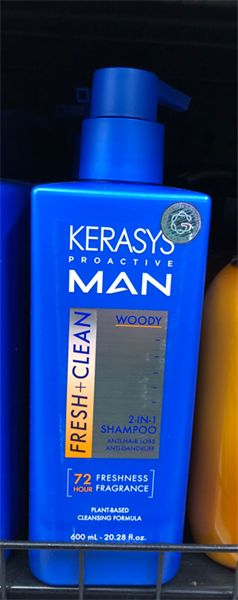 KERASYS
PROACTIVE
MAN
FRESH+CLEAN
WOODY
2-IN-1
SHAMPOO
ANTI-HAIR LOSS
ANTI-DANDRUFF
72 HOUR
FRESHNESS
FRAGRANCE
PLANT-BASED
CLEANSING FORMULA
600 mL - 20.28 fl.oz.